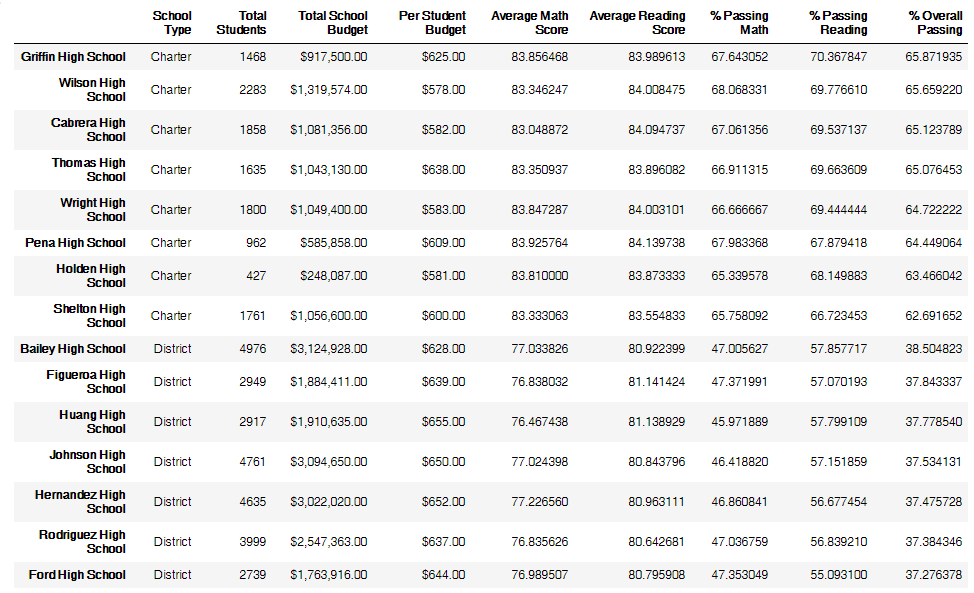 School Type Total Students Total School Budget Per Student Budget Average Math Score Average Reading Score % Passing Math % Passing Reading % Overall Passing
Griffin High School Charter 1468 $917,500.00 $625.00 83.856468 83.989613 67.643052 70.367847 65.871935
Wilson High School Charter 2283 $1,319,574.00 $578.00 83.346247 84.008475 68.068331 69.776610 65.659220
Cabrera High School Charter 1858 $1,081,356.00 $582.00 83.048872 84.094737 67.061356 69.537137 65.123789
Thomas High School Charter 1635 $1,043,130.00 $638.00 83.350937 83.896082 66.911315 69.663609 65.076453
Wright High School Charter 1800 $1,049,400.00 $583.00 83.847287 84.003101 66.666667 69.444444 64.722222
Pena High School Charter 962 $585,858.00 $609.00 83.925764 84.139738 67.983368 67.879418 64.449064
Holden High School Charter 427 $248,087.00 $581.00 83.810000 83.873333 65.339578 68.149883 63.466042
Shelton High School Charter 1761 $1,056,600.00 $600.00 83.333063 83.554833 65.758092 66.723453 62.691652
Bailey High School District 4976 $3,124,928.00 $628.00 77.033826 80.922399 47.005627 57.857717 38.504823
Figueroa High School District 2949 $1,884,411.00 $639.00 76.838032 81.141424 47.371991 57.070193 37.843337
Huang High School District 2917 $1,910,635.00 $655.00 76.467438 81.138929 45.971889 57.799109 37.778540
Johnson High School District 4761 $3,094,650.00 $650.00 77.024398 80.843796 46.418820 57.151859 37.534131
Hernandez High School District 4635 $3,022,020.00 $652.00 77.226560 80.963111 46.860841 56.677454 37.475728
Rodriguez High School District 3999 $2,547,363.00 $637.00 76.835626 80.642681 47.036759 56.839210 37.384346
Ford High School District 2739 $1,763,916.00 $644.00 76.989507 80.795908 47.353049 55.093100 37.276378